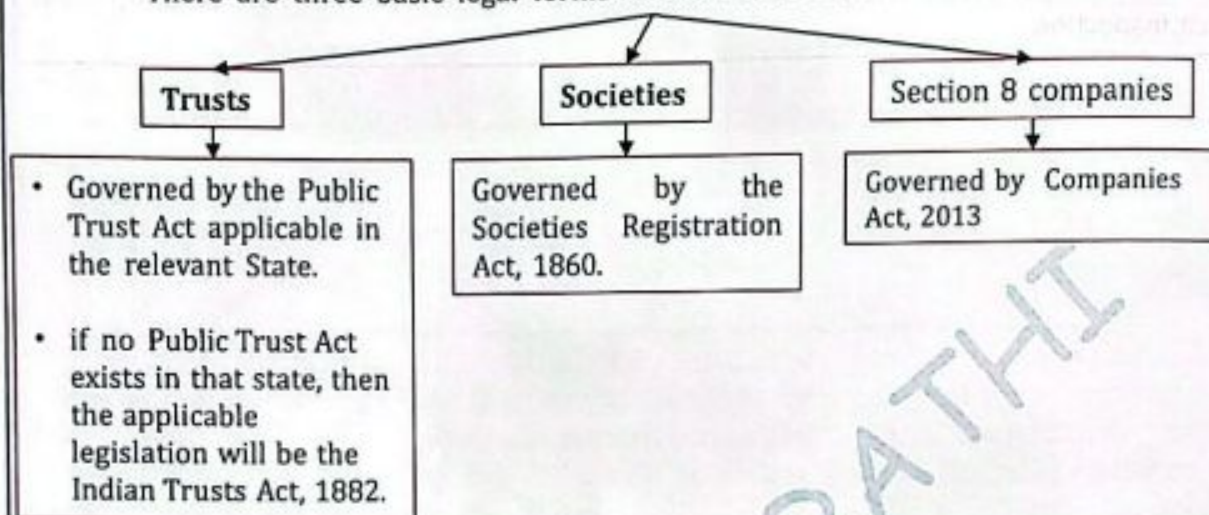 There are three basic legal forms
Trusts
Societies
Section 8 companies
• Governed by the Public
Trust Act applicable in
the relevant State.
• if no Public Trust Act
exists in that state, then
the applicable
legislation will be the
Indian Trusts Act, 1882.
Governed by the
Societies Registration
Act, 1860.
Governed by Companies
Act, 2013